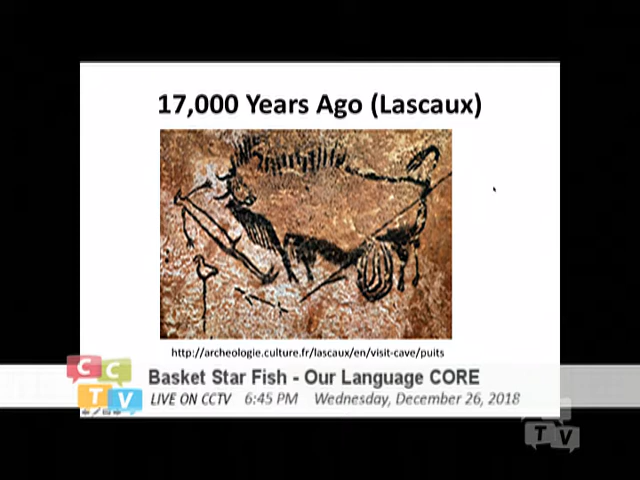 17,000 Years Ago (Lascaux)
http://archeologie.culture.fr/lascaux/en/visit-cave/puits
CC
TV
Basket Star Fish - Our Language CORE
LIVE ON CCTV 6:45 PM Wednesday, December 26, 2018
TV